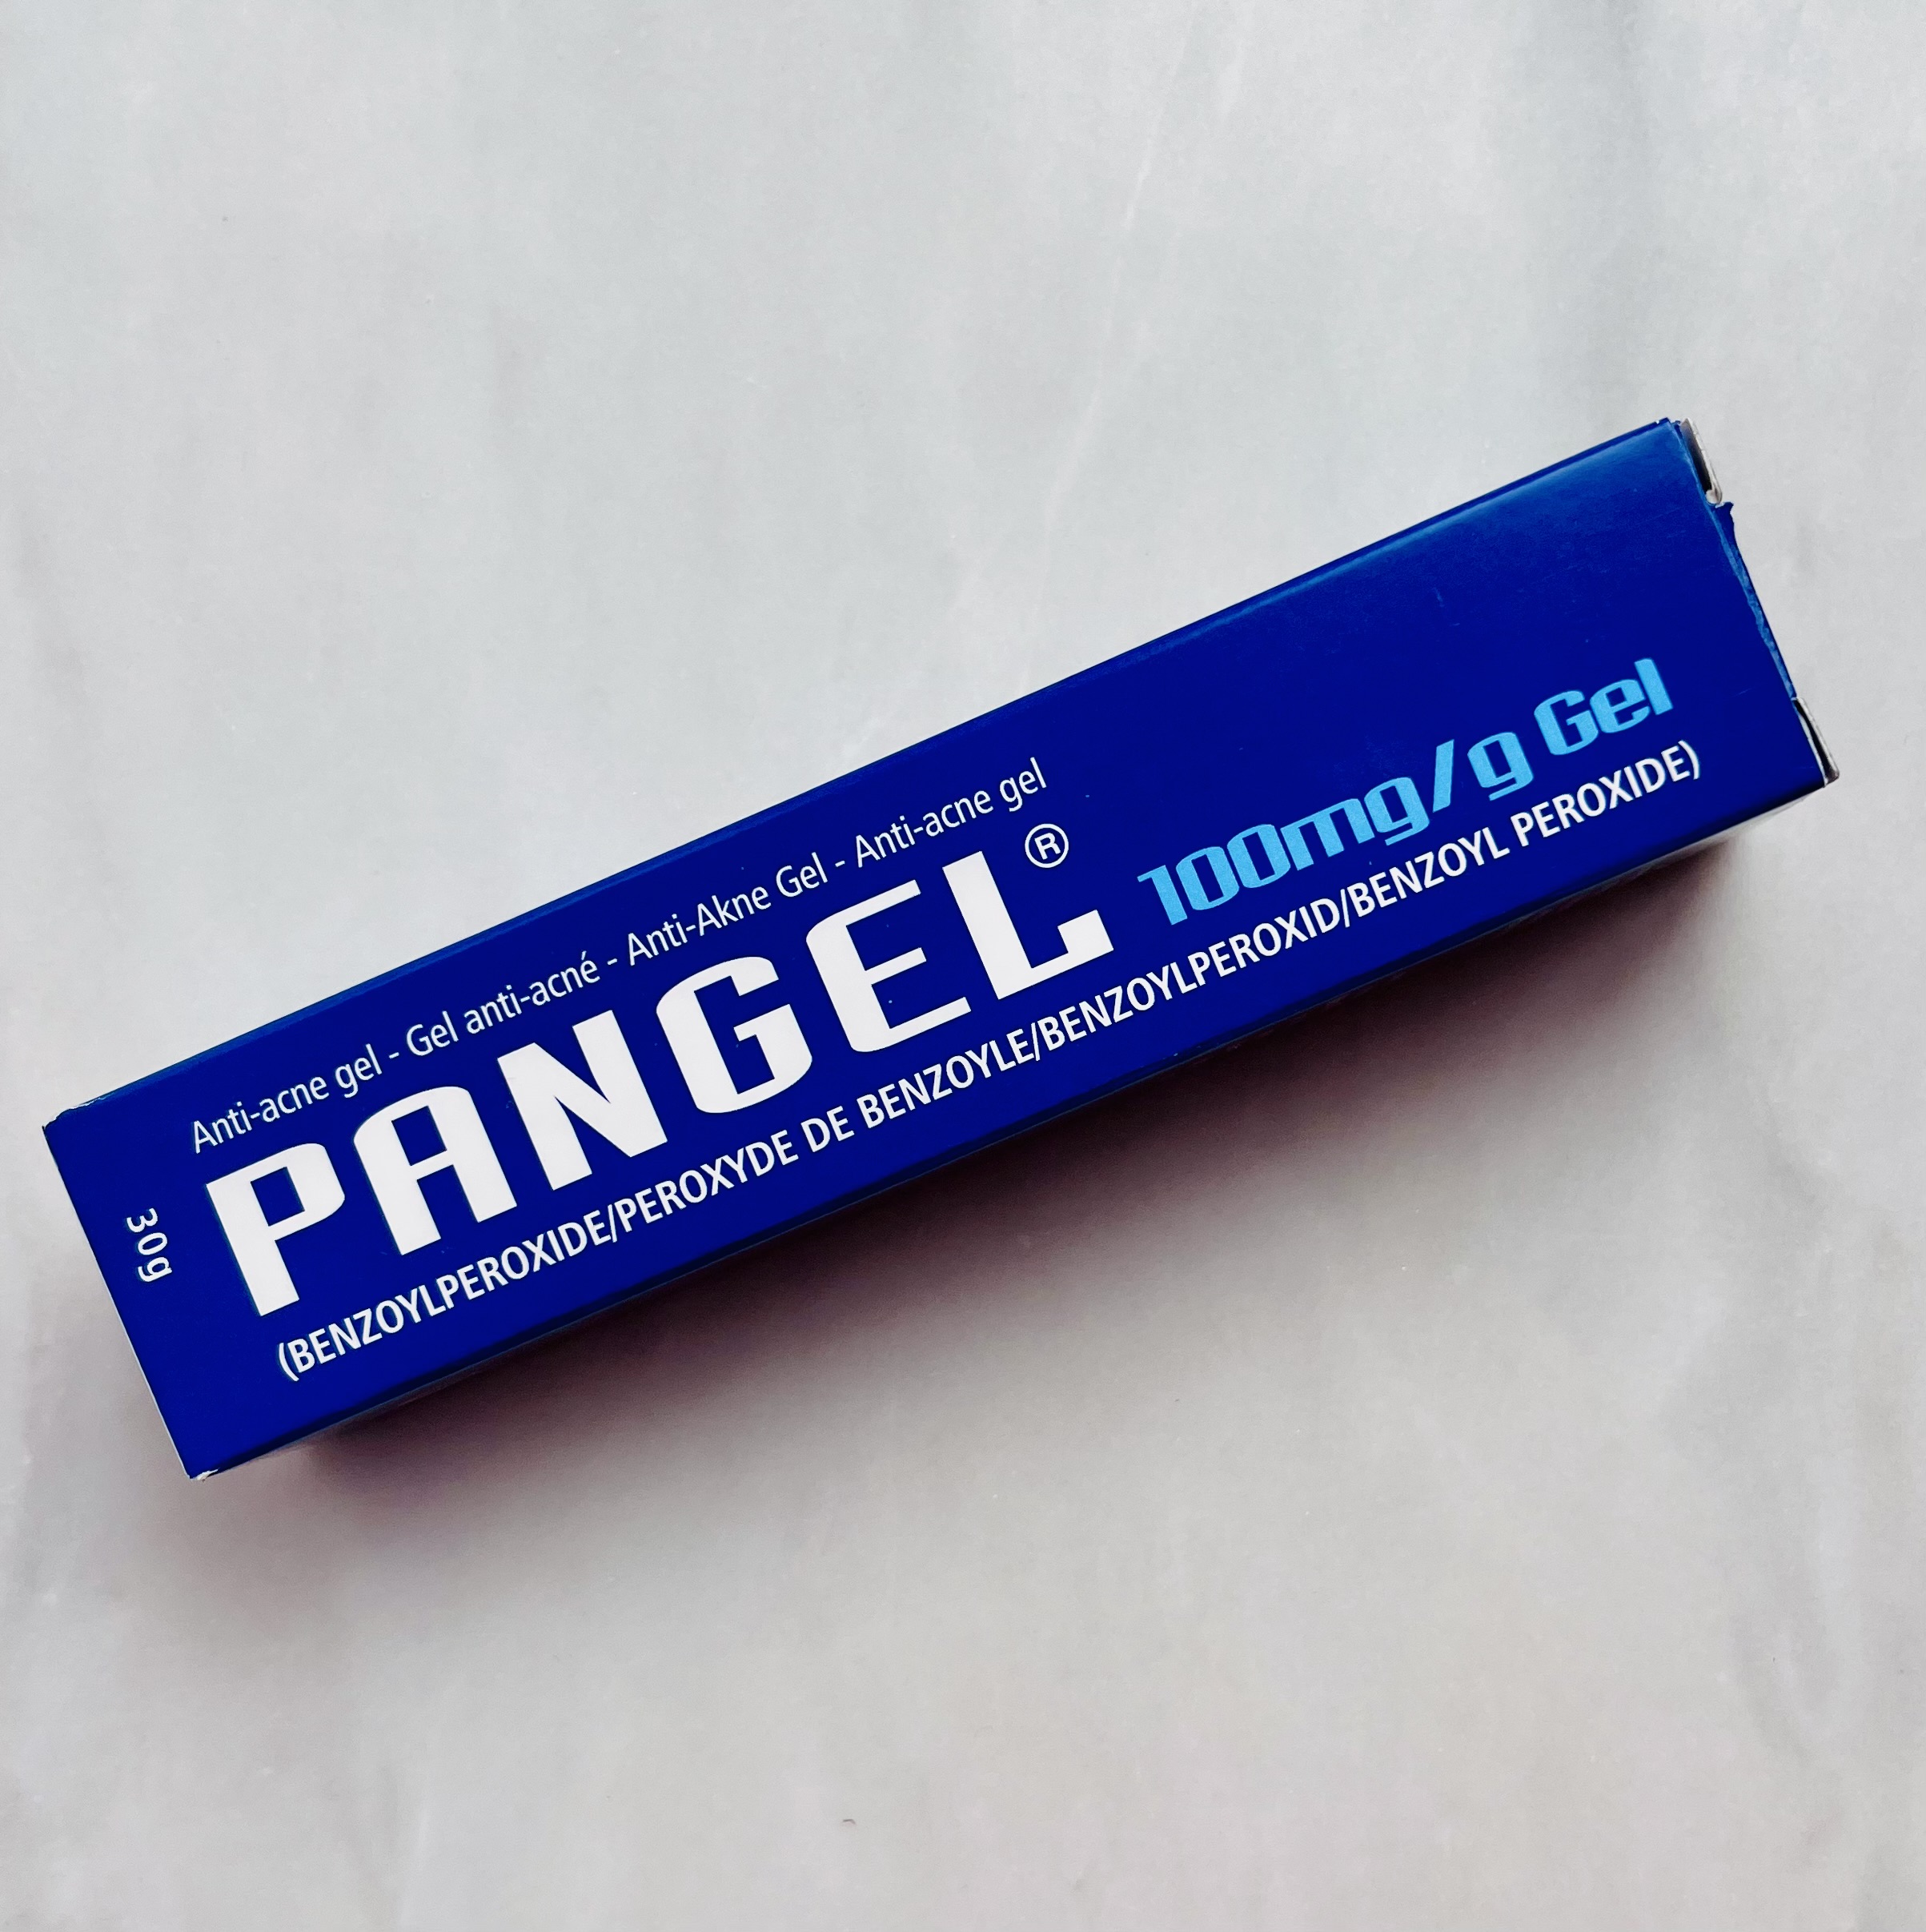 Anti-acne gel - Gel anti-acné - Anti-Akne Gel - Anti-acne gel
PANGEL® 100mg/g Gel
(BENZOYLPEROXIDE/PEROXYDE DE BENZOYLE/BENZOYLPEROXID/BENZOYL PEROXIDE)
30g